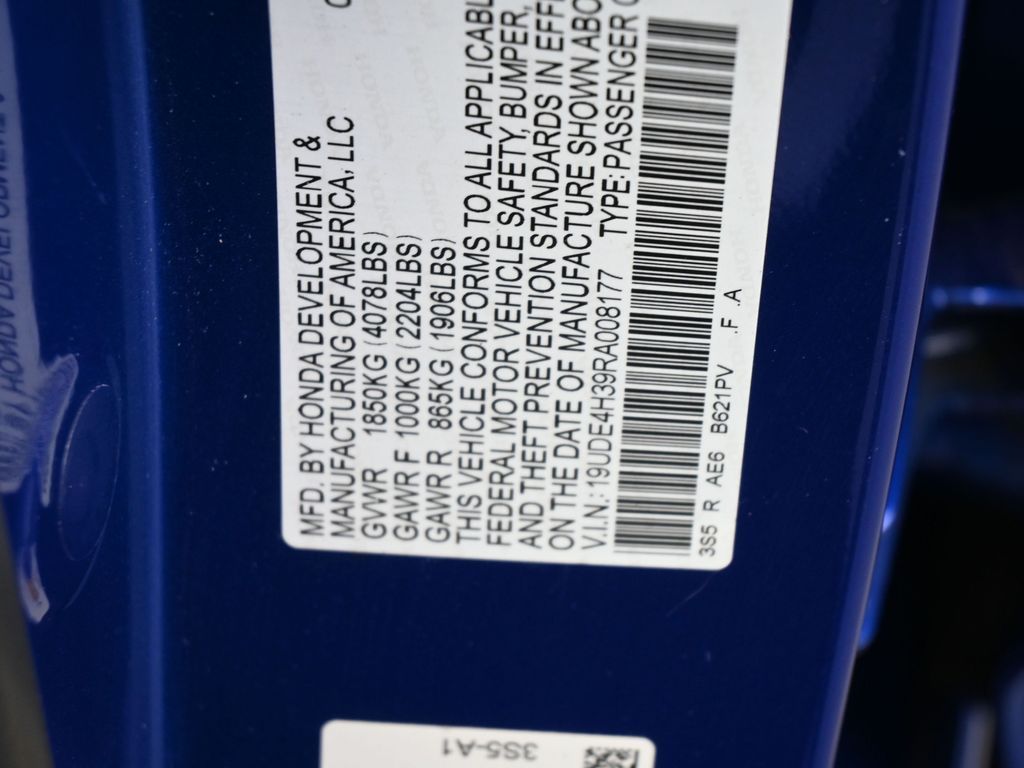 MFD. BY HONDA DEVELOPMENT &
MANUFACTURING OF AMERICA, LLC
GVWR 1850KG (4078LBS)
GAWR F 1000KG (2204LBS)
GAWR R 865KG (1906LBS)
THIS VEHICLE CONFORMS TO ALL APPLICABL
FEDERAL MOTOR VEHICLE SAFETY, BUMPER,
AND THEFT PREVENTION STANDARDS IN EFF
ON THE DATE OF MANUFACTURE SHOWN ABO
V.I.N.: 19UDE4H39RA008177 TYPE: PASSENGER
3S5 R AE6 B621PV .F .A
3S5-A1